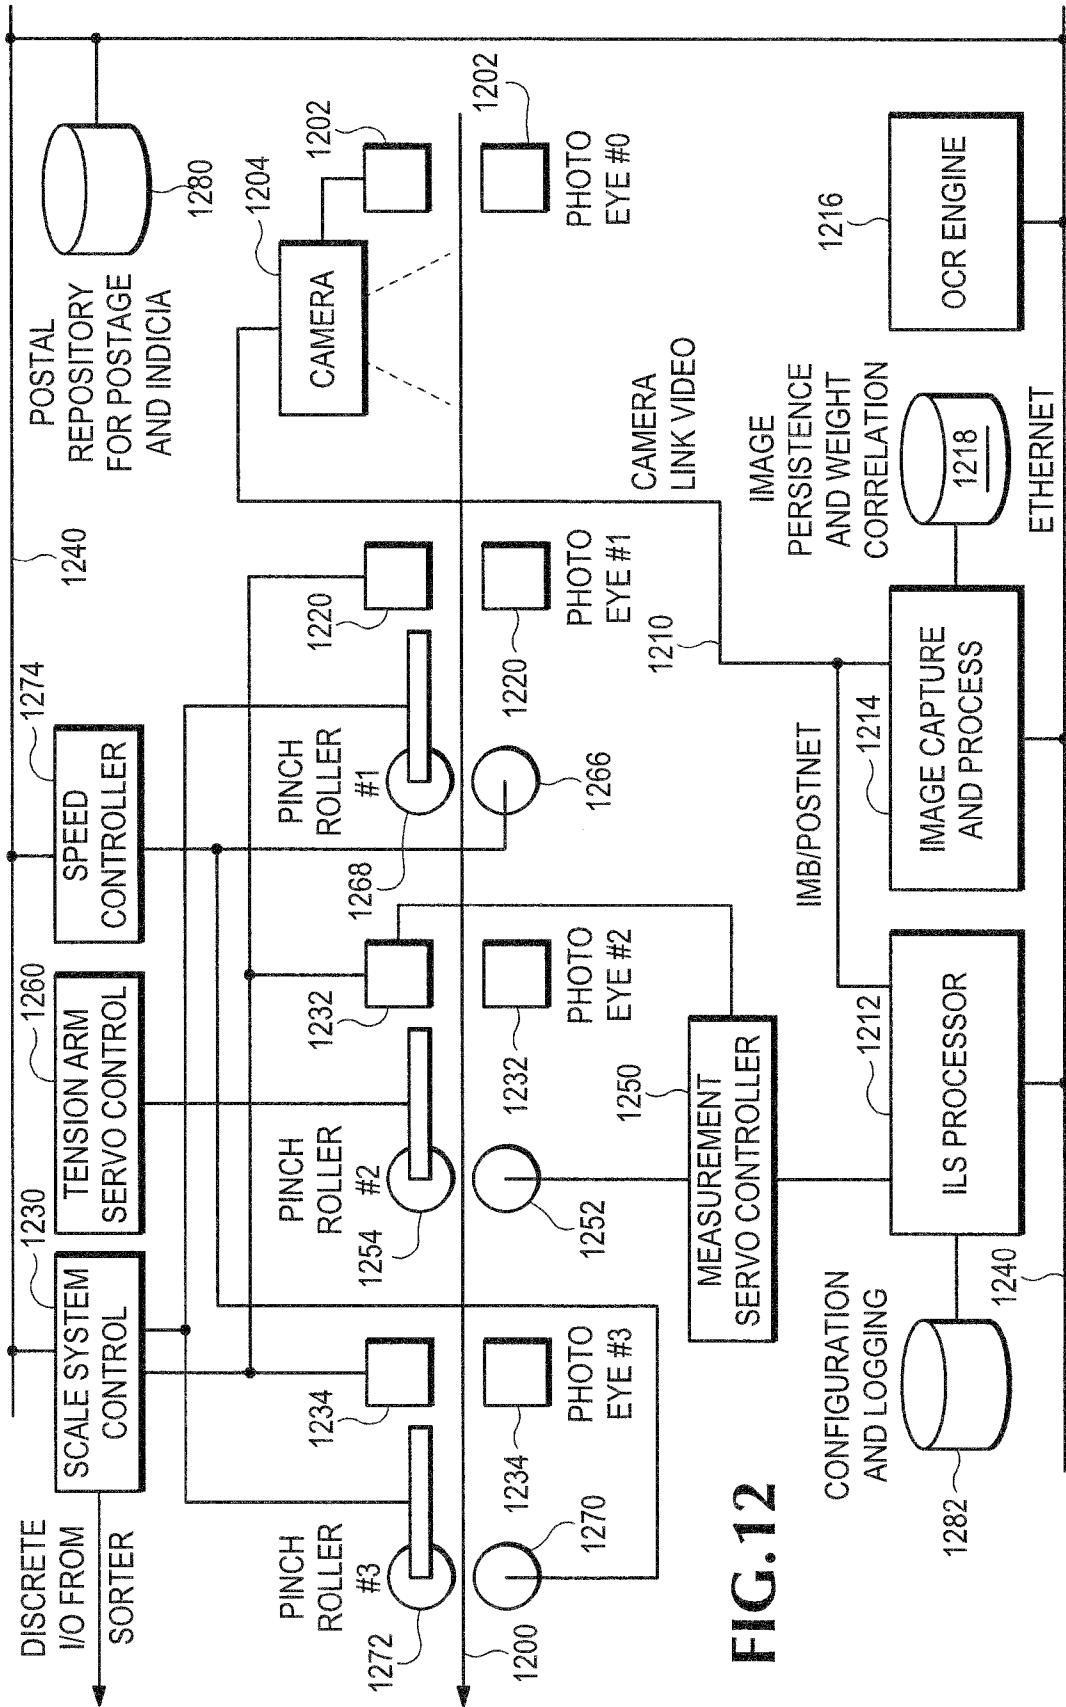 DISCRETE
I/O FROM
SORTER
SCALE SYSTEM
CONTROL
1230
TENSION ARM
SERVO CONTROL
1260
SPEED
CONTROLLER
1274
1240
POSTAL
REPOSITORY
FOR POSTAGE
AND INDICIA
1280
PINCH
ROLLER
#3
1272
1234
PINCH
ROLLER
#2
1254
1232
PINCH
ROLLER
#1
1268
1220
CAMERA
1204
1202
1200
1270
1234
PHOTO
EYE #3
1252
1232
PHOTO
EYE #2
1266
1220
PHOTO
EYE #1
1202
PHOTO
EYE #0
MEASUREMENT
SERVO CONTROLLER
1250
1210
CAMERA
LINK VIDEO
FIG.12
CONFIGURATION
AND LOGGING
1282
1240
ILS PROCESSOR
1212
IMB/POSTNET
IMAGE CAPTURE
AND PROCESS
1214
IMAGE
PERSISTENCE
AND WEIGHT
CORRELATION
1218
ETHERNET
OCR ENGINE
1216